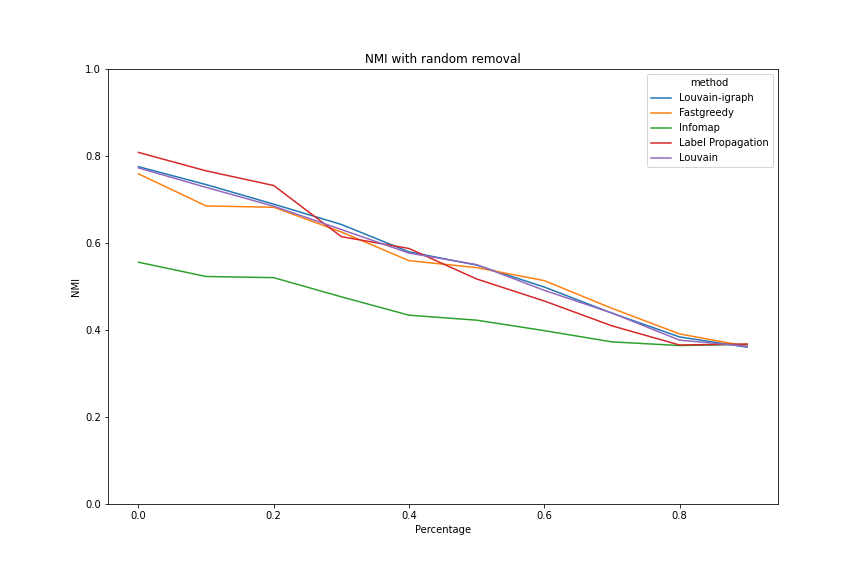 NMI with random removal
method
Louvain-igraph
Fastgreedy
Infomap
Label Propagation
Louvain
1.0
0.8
0.6
0.4
0.2
0.0
NMI
0.0 0.2 0.4 0.6 0.8
Percentage